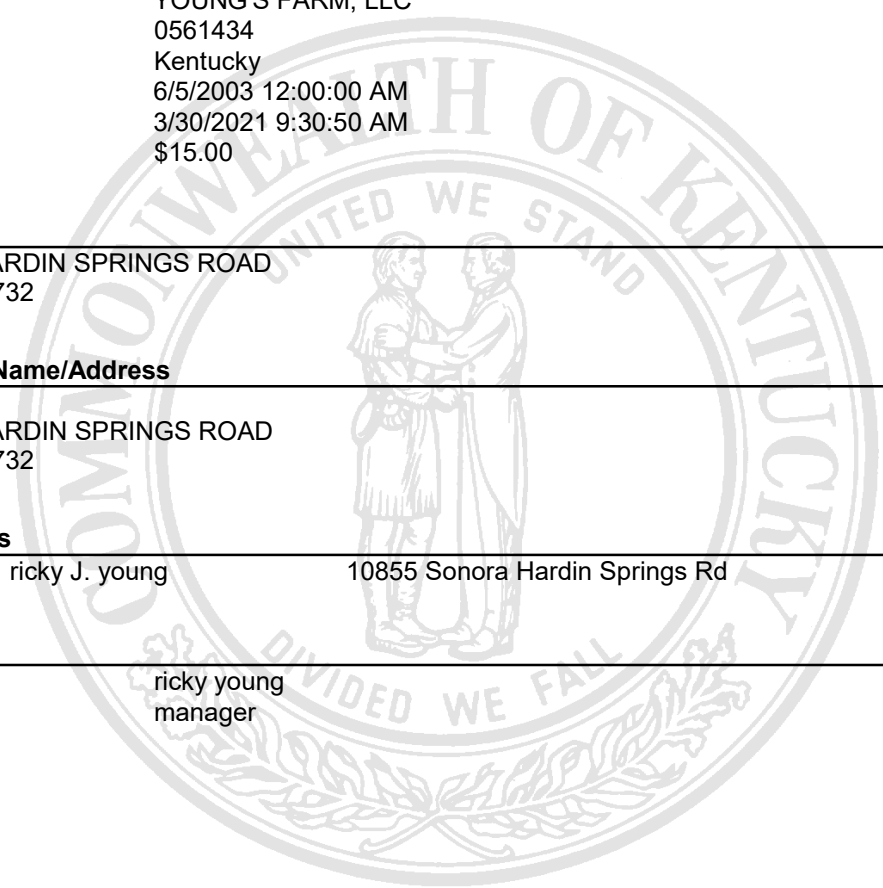 YOUNG'S FARM, LLC
0561434
Kentucky
6/5/2003 12:00:00 AM
3/30/2021 9:30:50 AM
$15.00
ARDIN SPRINGS ROAD
732
Name/Address
ARDIN SPRINGS ROAD
732
s
ricky J. young 10855 Sonora Hardin Springs Rd
ricky young
manager
COMMONWEALTH OF KENTUCKY
UNITED WE STAND
DIVIDED WE FALL